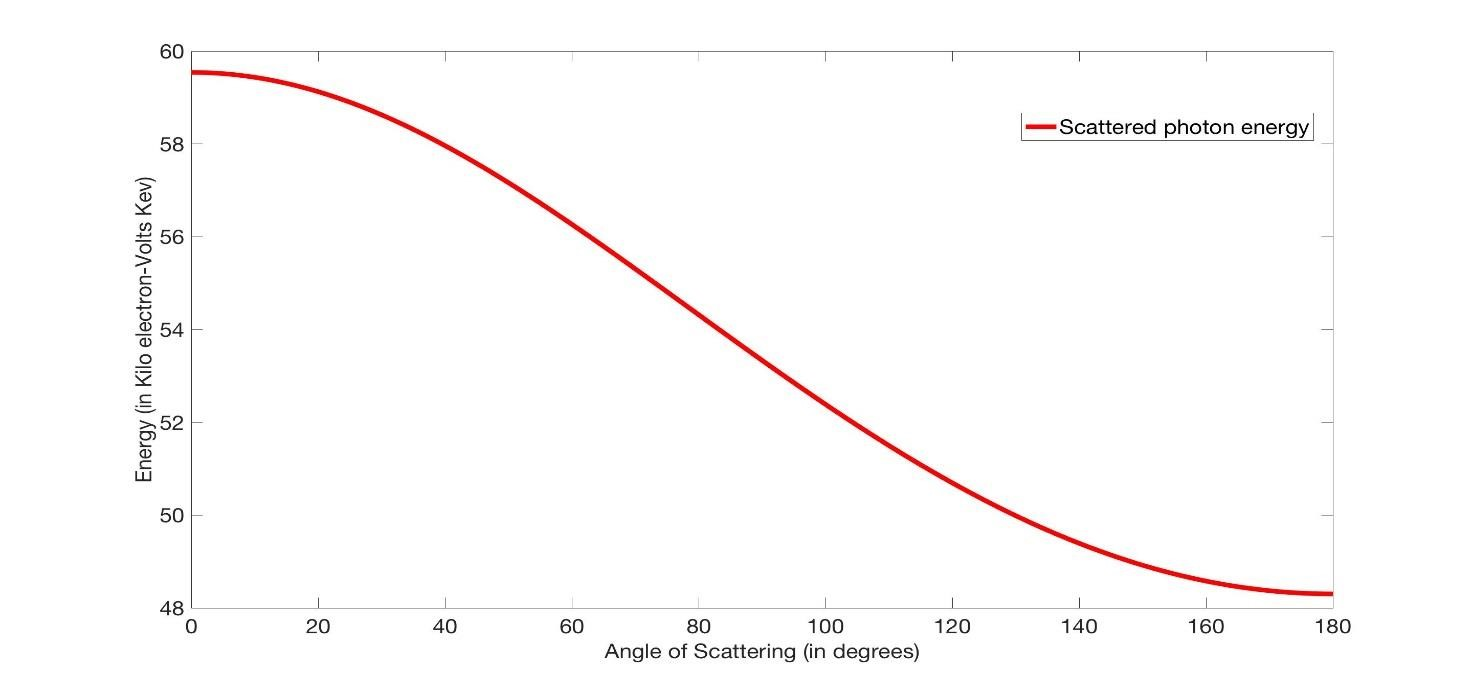 60
58
56
54
52
50
48
Energy (in Kilo electron-Volts Kev)
Scattered photon energy
0 20 40 60 80 100 120 140 160 180
Angle of Scattering (in degrees)